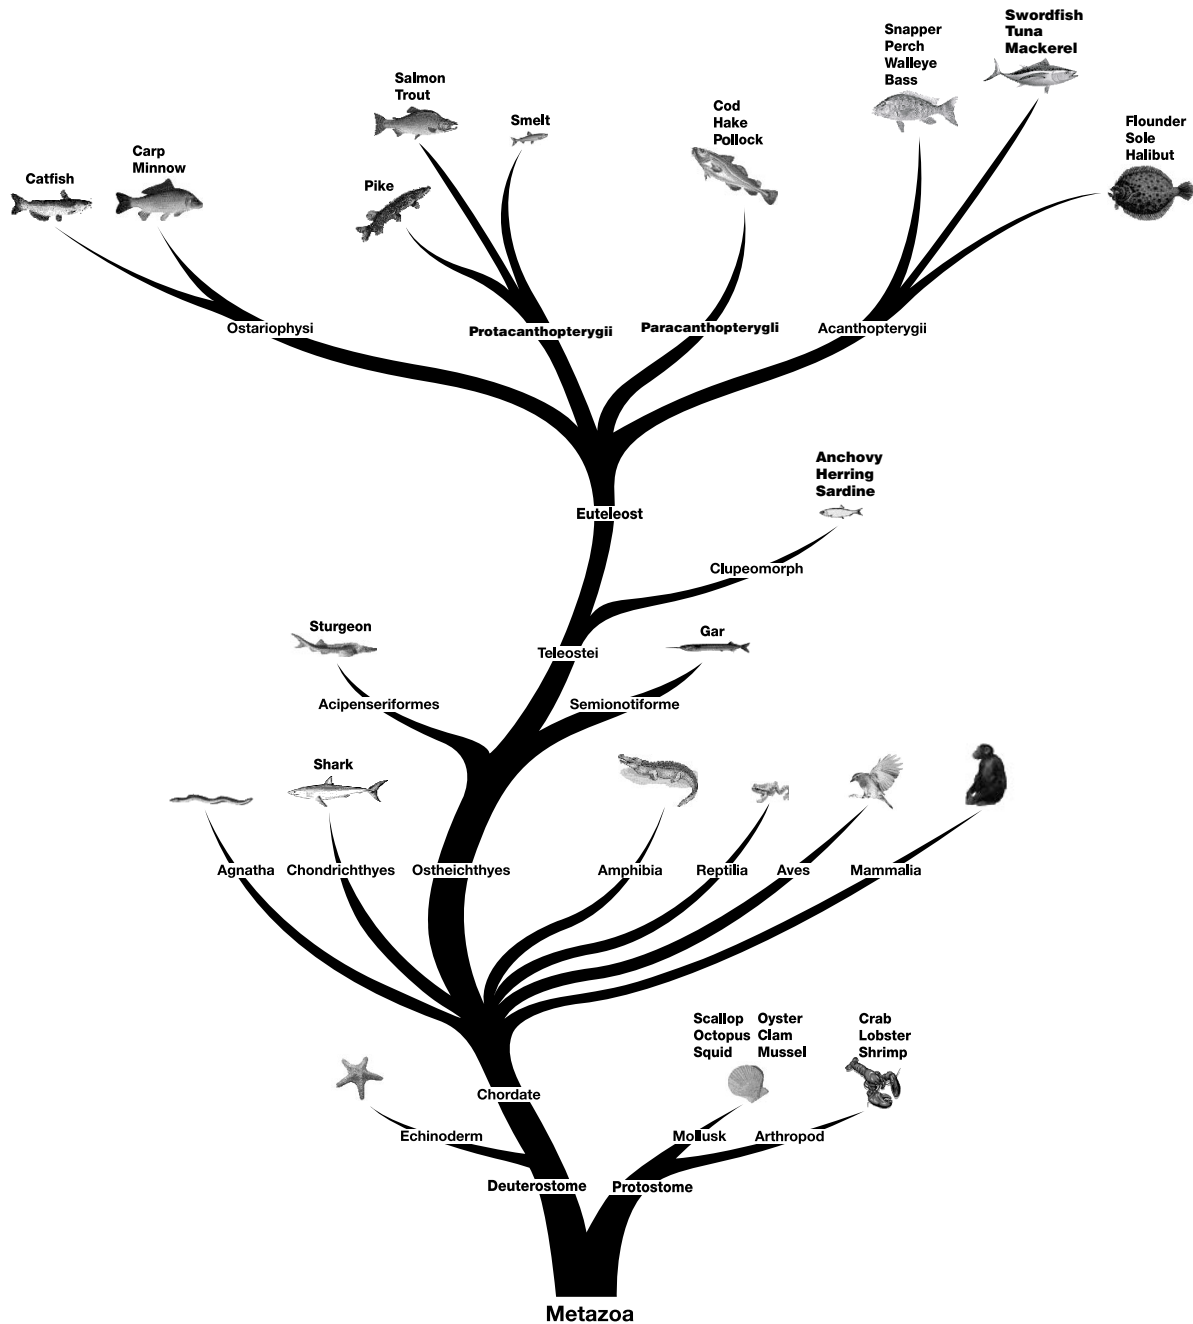 Swordfish
Tuna
Mackerel
Snapper
Perch
Walleye
Bass
Salmon
Trout
Cod
Hake
Pollock
Smelt
Flounder
Sole
Halibut
Carp
Minnow
Catfish
Pike
Ostariophysi
Protacanthopterygii
Paracanthopterygli
Acanthopterygii
Anchovy
Herring
Sardine
Euteleost
Clupeomorph
Sturgeon
Gar
Teleostei
Acipenseriformes
Semionotiforme
Shark
Agnatha
Chondrichthyes
Ostheichthyes
Amphibia
Reptilia
Aves
Mammalia
Scallop
Octopus
Squid
Oyster
Clam
Mussel
Crab
Lobster
Shrimp
Chordate
Echinoderm
Mollusk
Arthropod
Deuterostome
Protostome
Metazoa